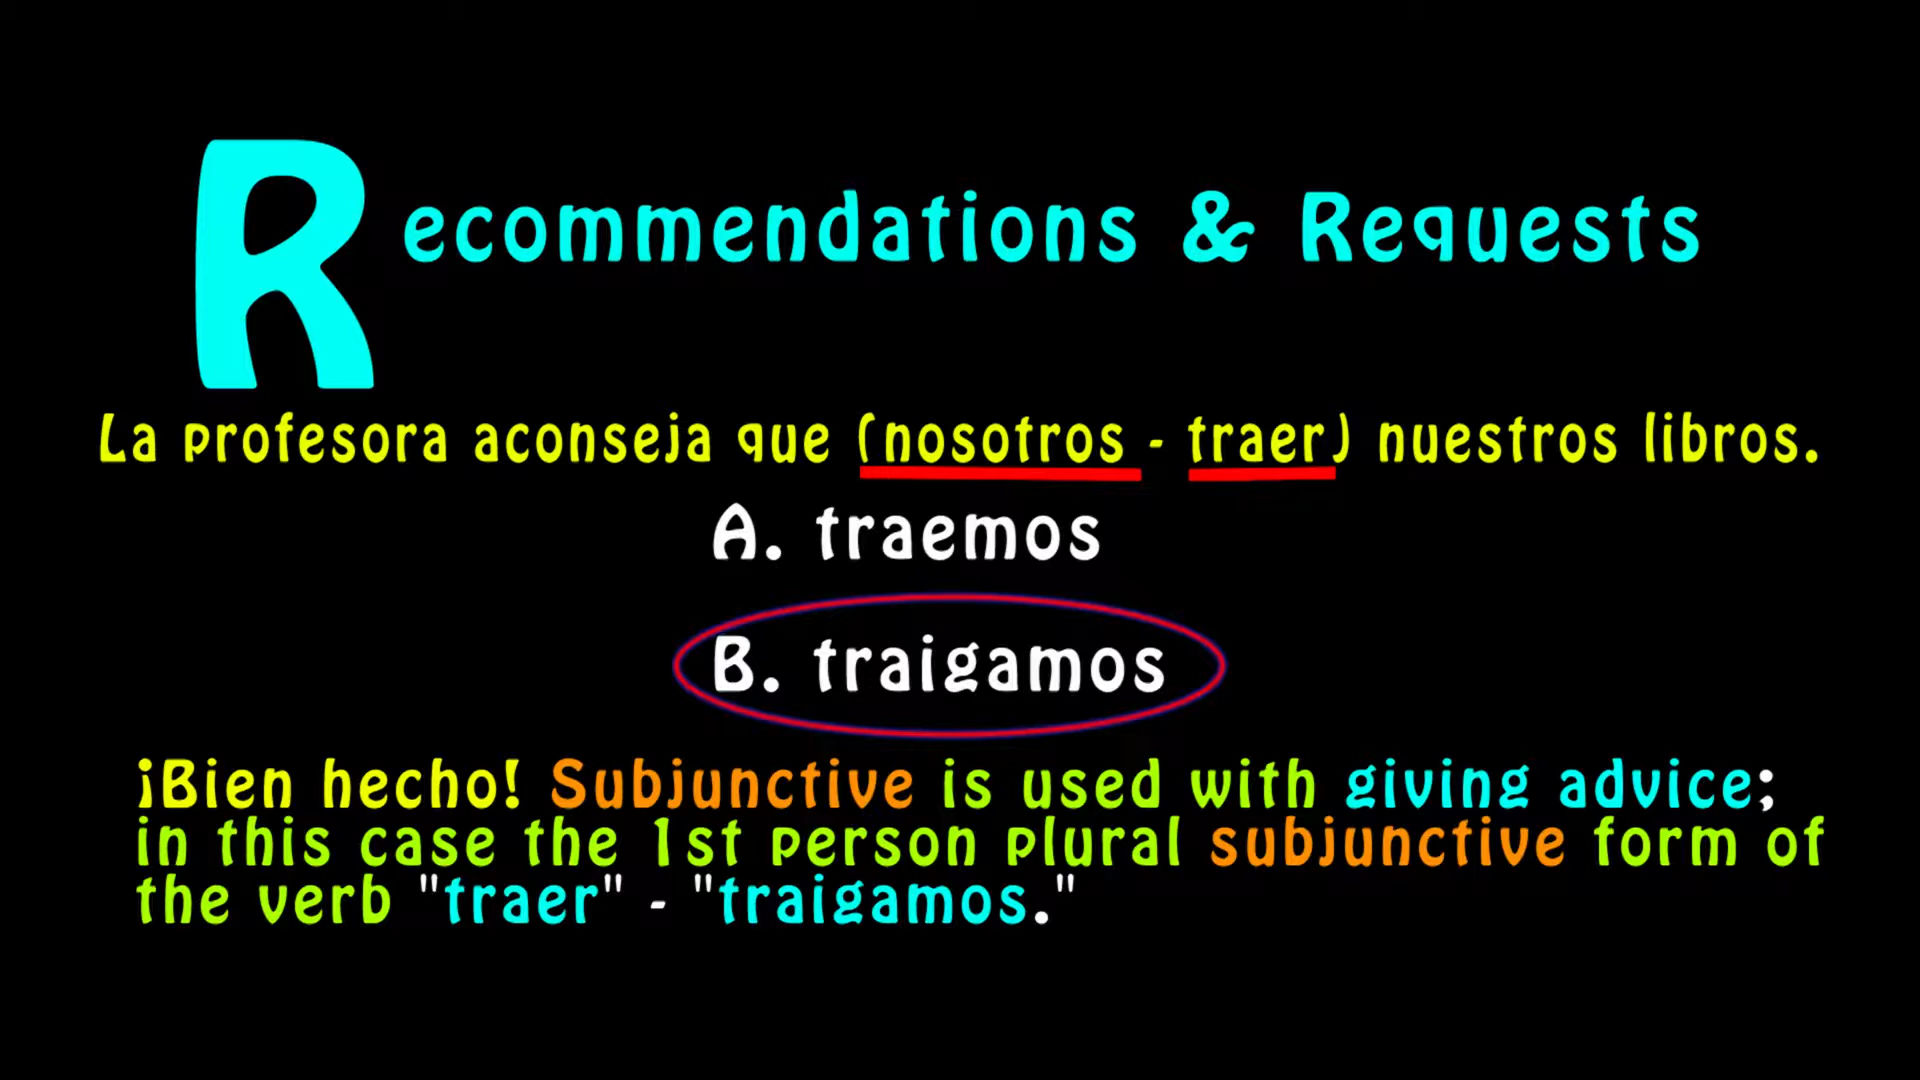 Recommendations & Requests
La profesora aconseja que (nosotros - traer) nuestros libros.
A. traemos
B. traigamos
¡Bien hecho! Subjunctive is used with giving advice;
in this case the 1st person plural subjunctive form of
the verb "traer" - "traigamos."